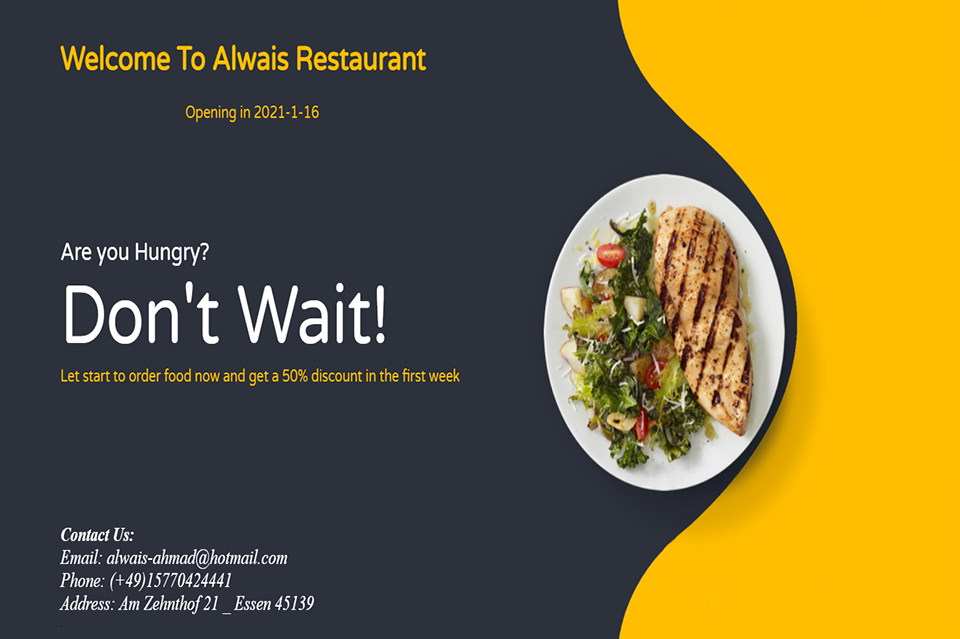 Welcome To Alwais Restaurant
Opening in 2021-1-16
Are you Hungry?
Don't Wait!
Let start to order food now and get a 50% discount in the first week
Contact Us:
Email: alwais-ahmad@hotmail.com
Phone: (+49)15770424441
Address: Am Zehnthof 21 _ Essen 45139